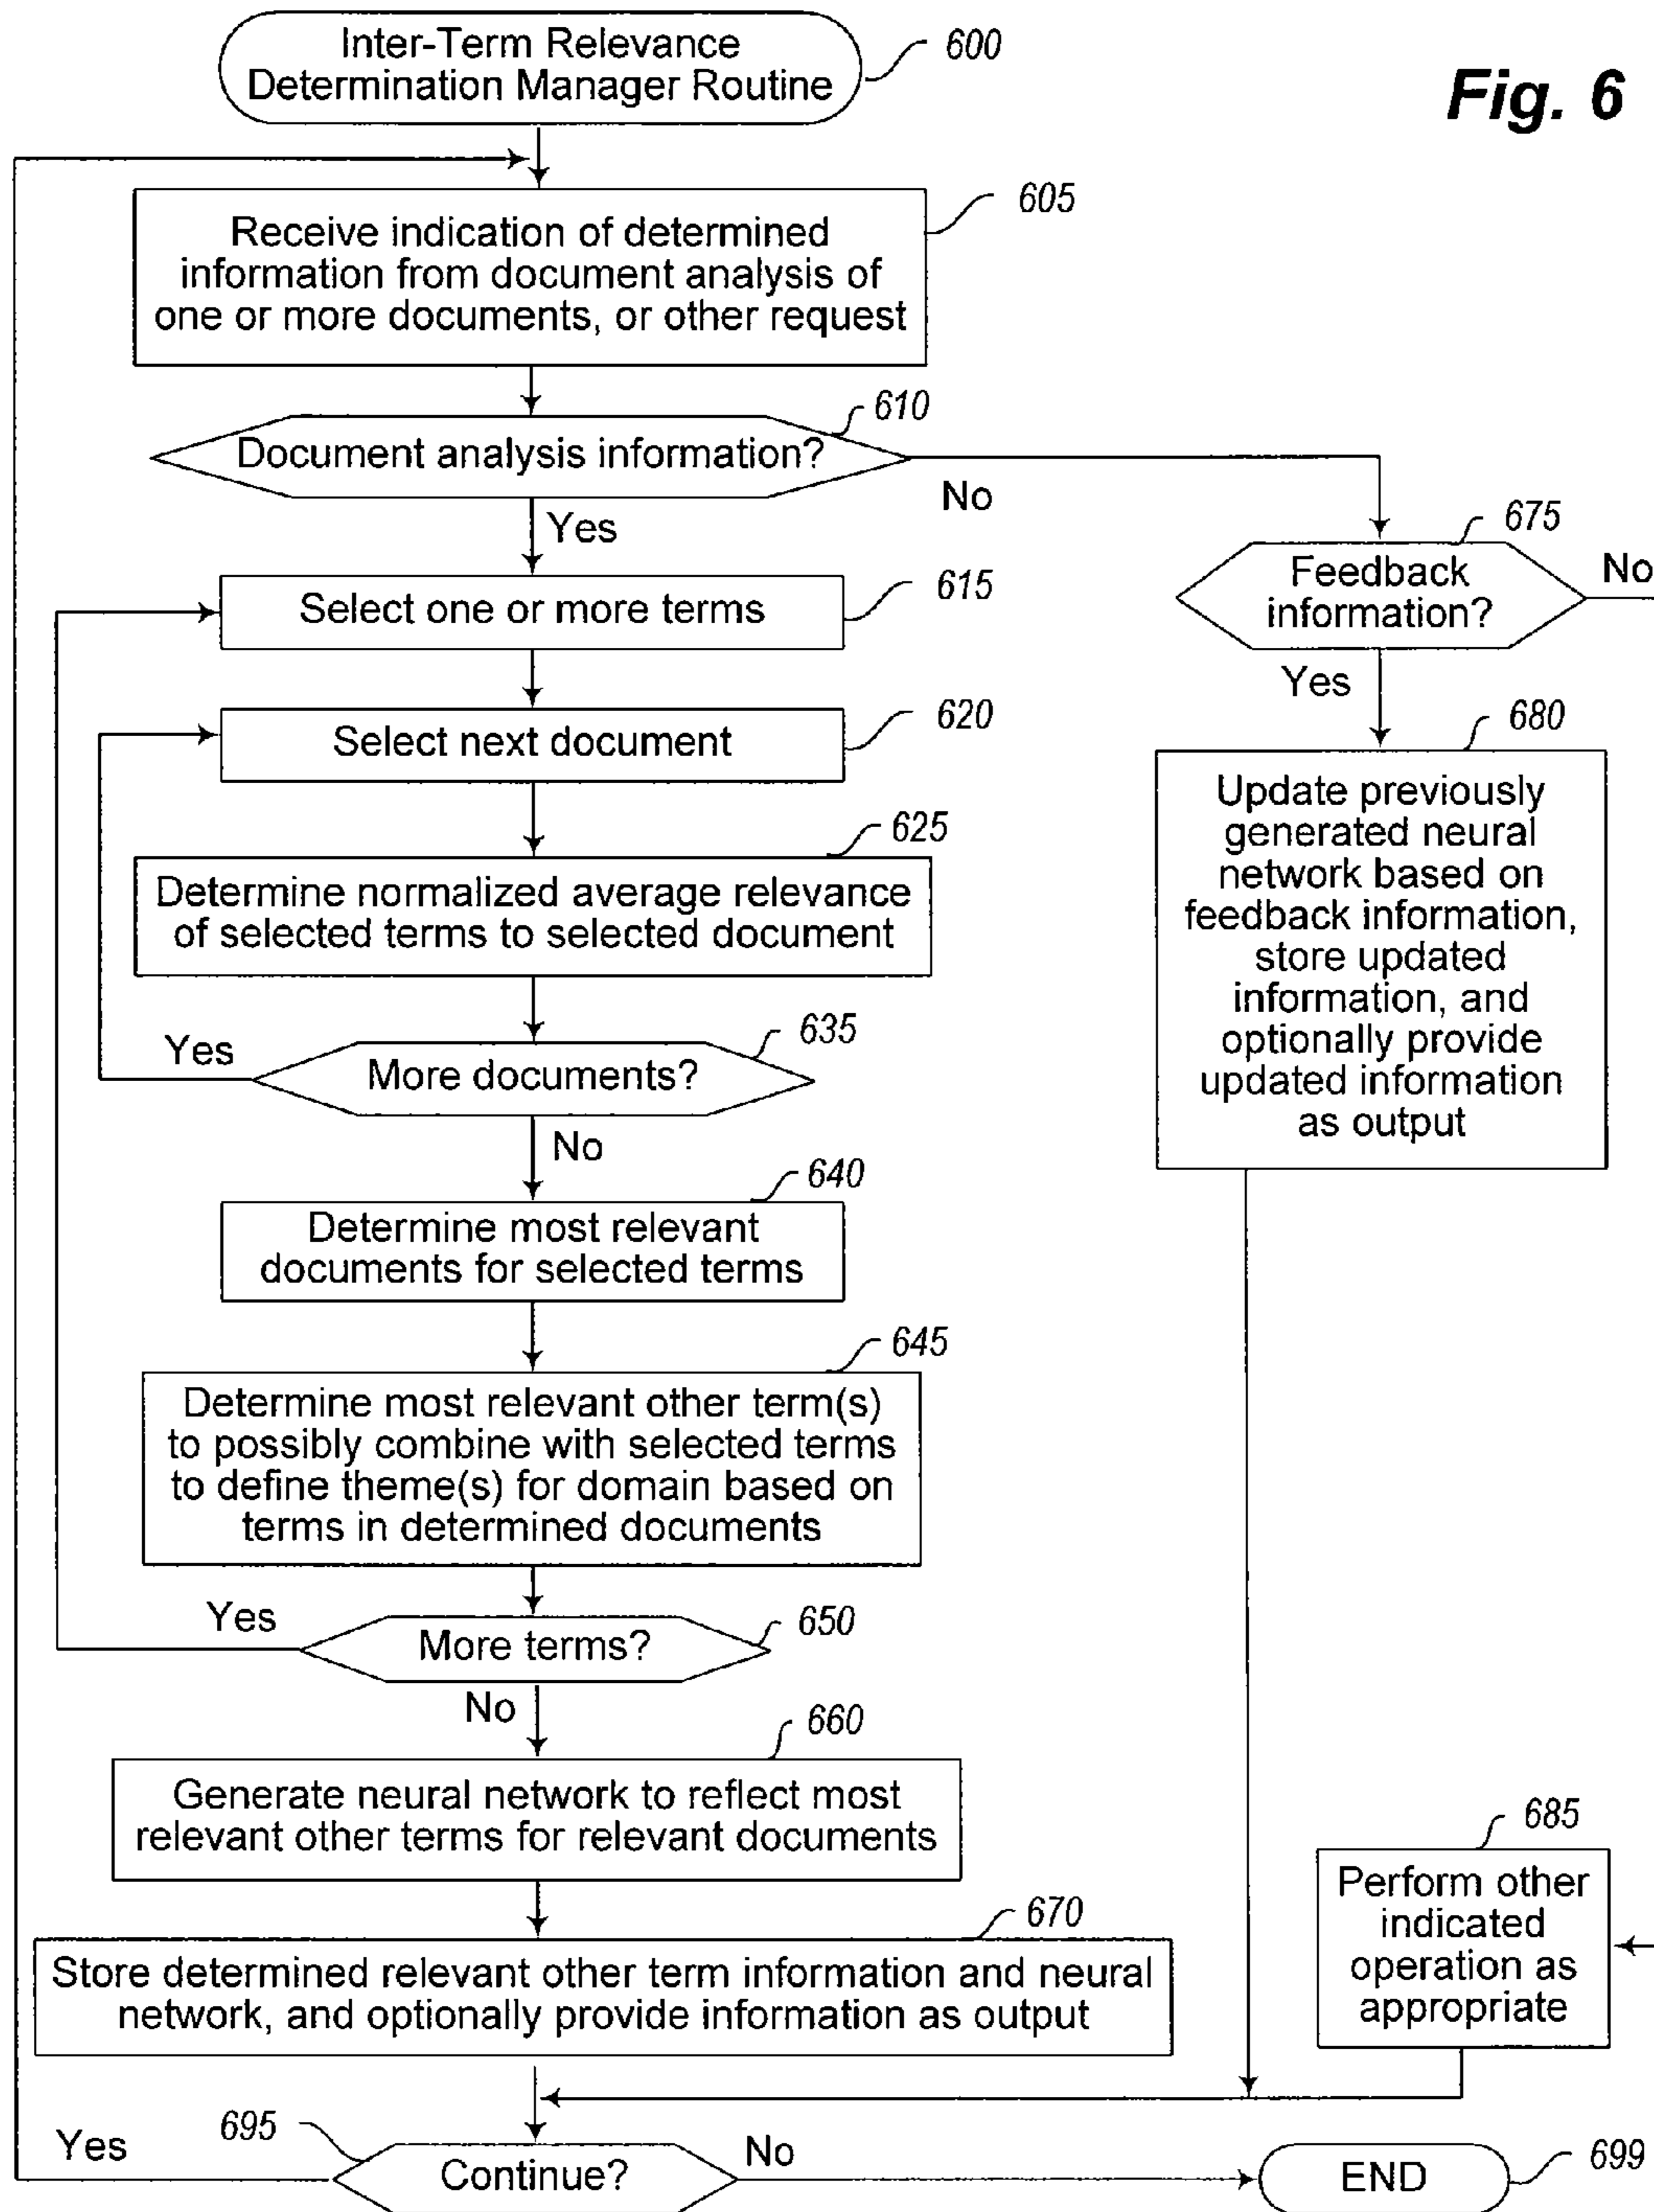 Inter-Term Relevance
Determination Manager Routine
600
Fig. 6
605
Receive indication of determined
information from document analysis of
one or more documents, or other request
610
Document analysis information?
No
Yes
675
Feedback
information?
No
Yes
615
Select one or more terms
620
Select next document
680
Update previously
generated neural
network based on
feedback information,
store updated
information, and
optionally provide
updated information
as output
625
Determine normalized average relevance
of selected terms to selected document
635
Yes
More documents?
No
640
Determine most relevant
documents for selected terms
645
Determine most relevant other term(s)
to possibly combine with selected terms
to define theme(s) for domain based on
terms in determined documents
Yes
650
More terms?
No
660
Generate neural network to reflect most
relevant other terms for relevant documents
685
Perform other
indicated
operation as
appropriate
670
Store determined relevant other term information and neural
network, and optionally provide information as output
695
Yes
Continue?
No
END
699